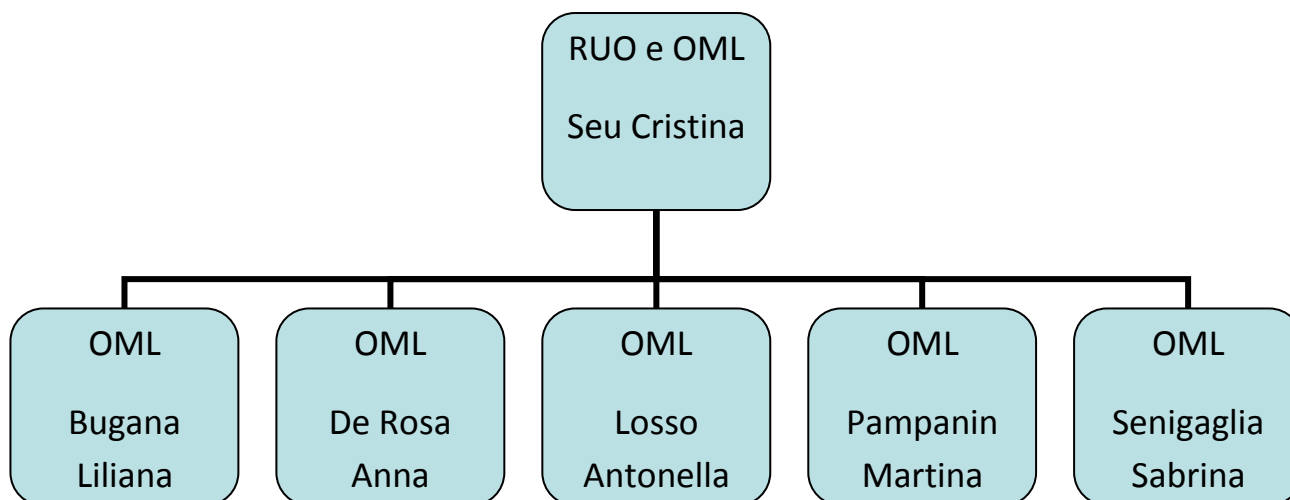 RUO e OML
Seu Cristina
OML
Bugana
Liliana
OML
De Rosa
Anna
OML
Losso
Antonella
OML
Pampanin
Martina
OML
Senigaglia
Sabrina